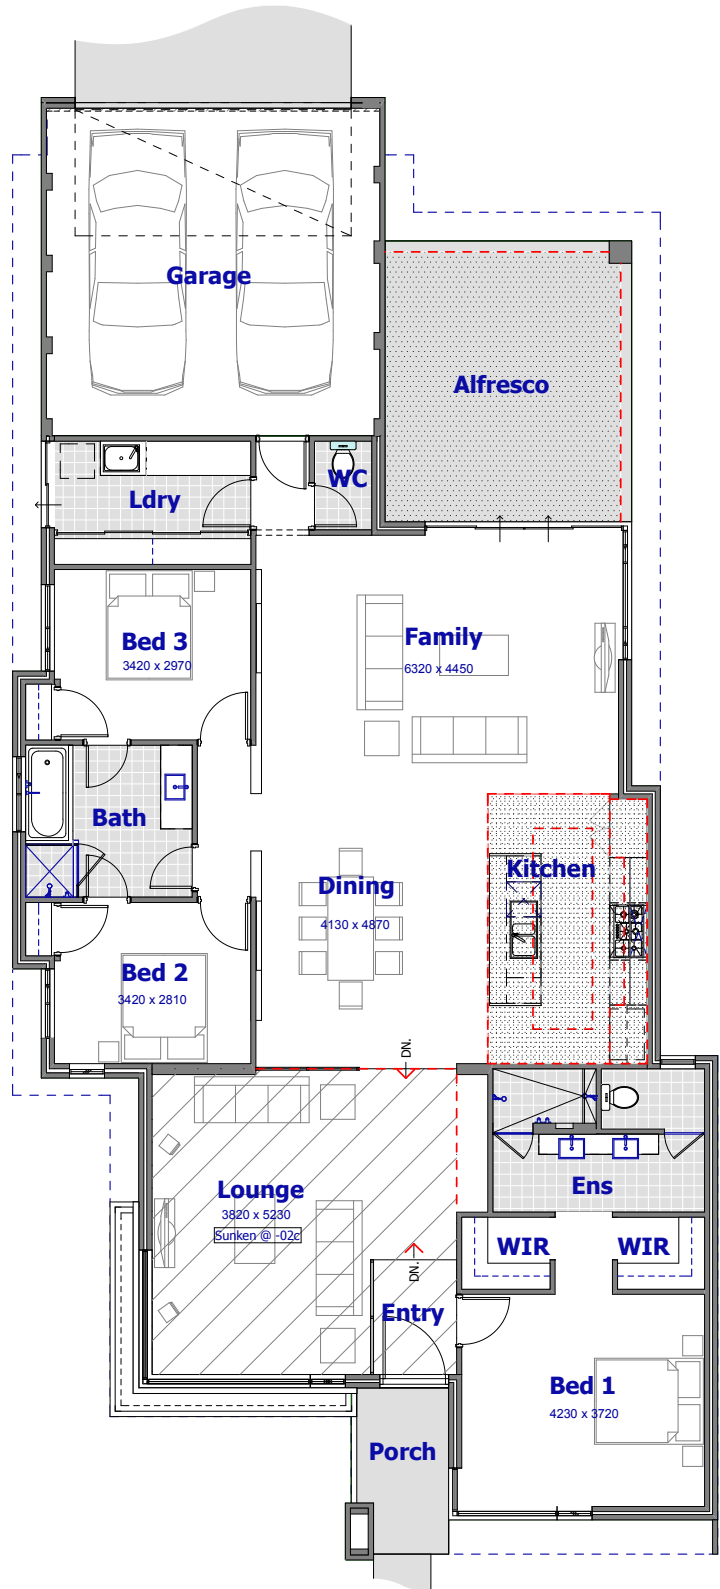 Garage
Alfresco
WC
Ldry
Family
6320 x 4450
Bed 3
3420 x 2970
Bath
Kitchen
Dining
4130 x 4870
Bed 2
3420 x 2810
DN.
Lounge
3820 x 5230
Sunken @ -02c
Ens
WIR
WIR
DN.
Entry
Bed 1
4230 x 3720
Porch